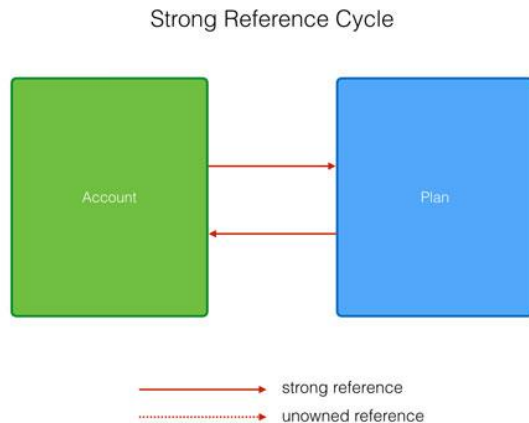 Strong Reference Cycle
Account
Plan
strong reference
unowned reference